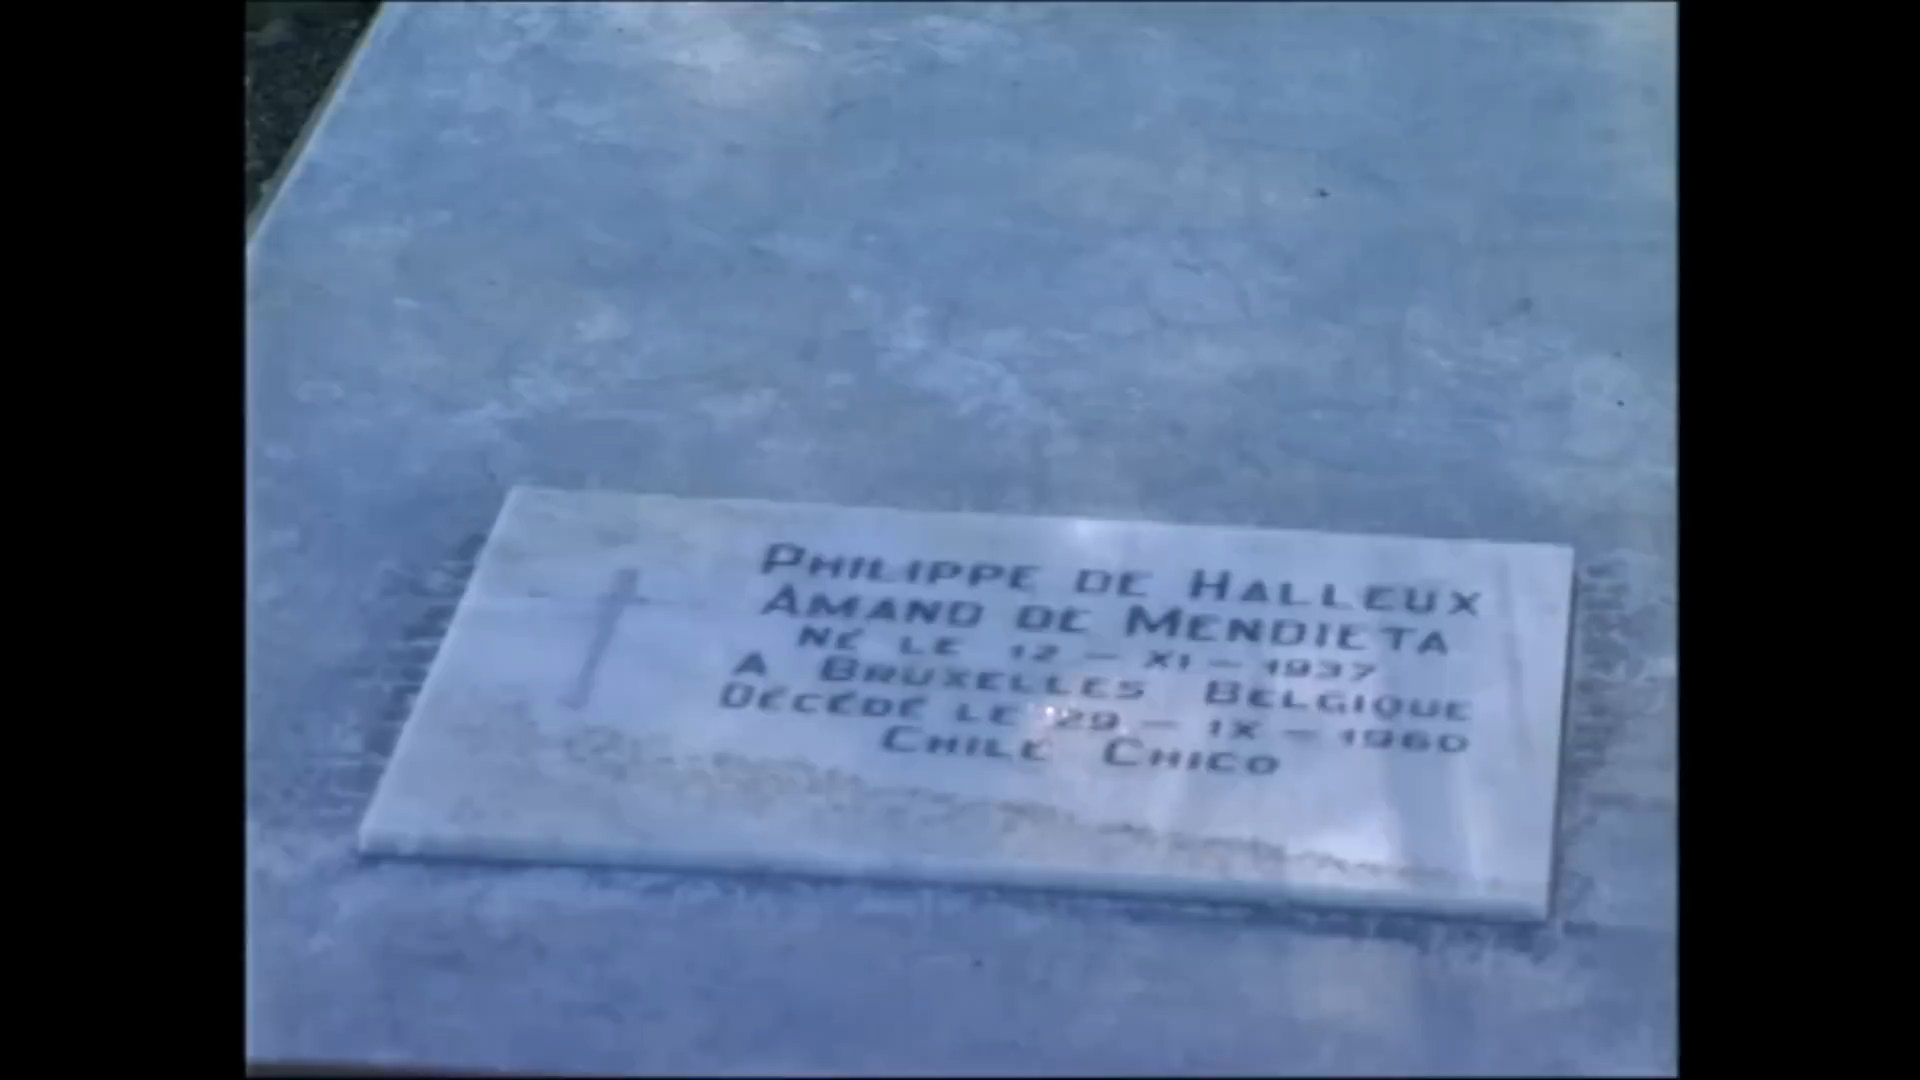 PHILIPPE DE HALLEUX
AMAND DE MENDIETA
NÉ LE 12 - XI - 1937
A BRUXELLES BELGIQUE
DÉCÉDÉ LE 29 - IX - 1960
CHILE CHICO